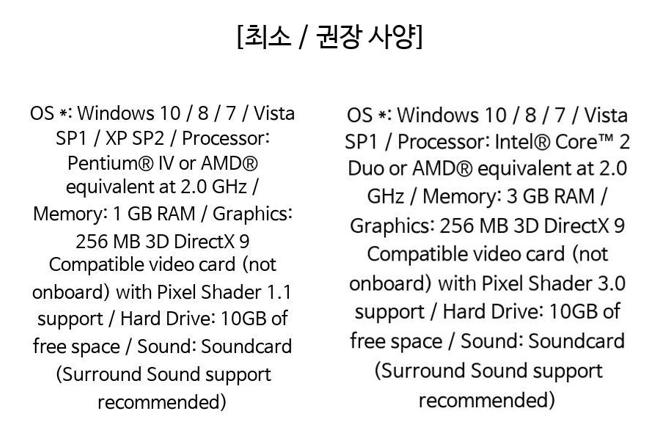 [최소 / 권장 사양]
OS *: Windows 10 / 8 / 7 / Vista
SP1 / XP SP2 / Processor:
Pentium® IV or AMD®
equivalent at 2.0 GHz /
Memory: 1 GB RAM / Graphics:
256 MB 3D DirectX 9
Compatible video card (not
onboard) with Pixel Shader 1.1
support / Hard Drive: 10GB of
free space / Sound: Soundcard
(Surround Sound support
recommended)
OS *: Windows 10 / 8 / 7 / Vista
SP1 / Processor: Intel® Core™ 2
Duo or AMD® equivalent at 2.0
GHz / Memory: 3 GB RAM /
Graphics: 256 MB 3D DirectX 9
Compatible video card (not
onboard) with Pixel Shader 3.0
support / Hard Drive: 10GB of
free space / Sound: Soundcard
(Surround Sound support
recommended)